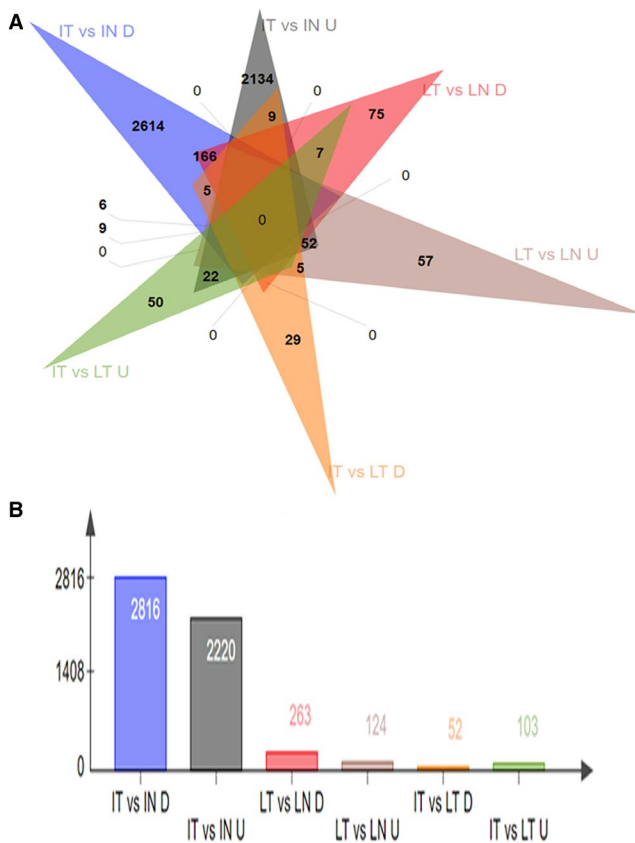 A
IT vs IN D
IT vs IN U
2134
0
0
LT vs LN D
9
75
2614
166
7
5
0
6
9
0
0
52
LT vs LN U
57
5
22
50
0
0
29
IT vs LT U
IT vs LT D
B
2816
2816
2220
1408
263
124
52
103
0
IT vs IN D
LT vs LN D
IT vs LT D
IT vs IN U
LT vs LN U
IT vs LT U